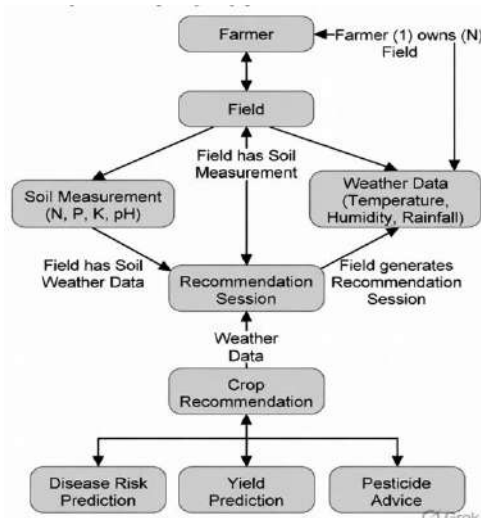 Farmer
Farmer (1) owns (N)
Field
Field
Field has Soil
Measurement
Soil Measurement
(N, P, K, pH)
Weather Data
(Temperature,
Humidity, Rainfall)
Field has Soil
Weather Data
Field generates
Recommendation
Session
Recommendation
Session
Weather
Data
Crop
Recommendation
Disease Risk
Prediction
Yield
Prediction
Pesticide
Advice